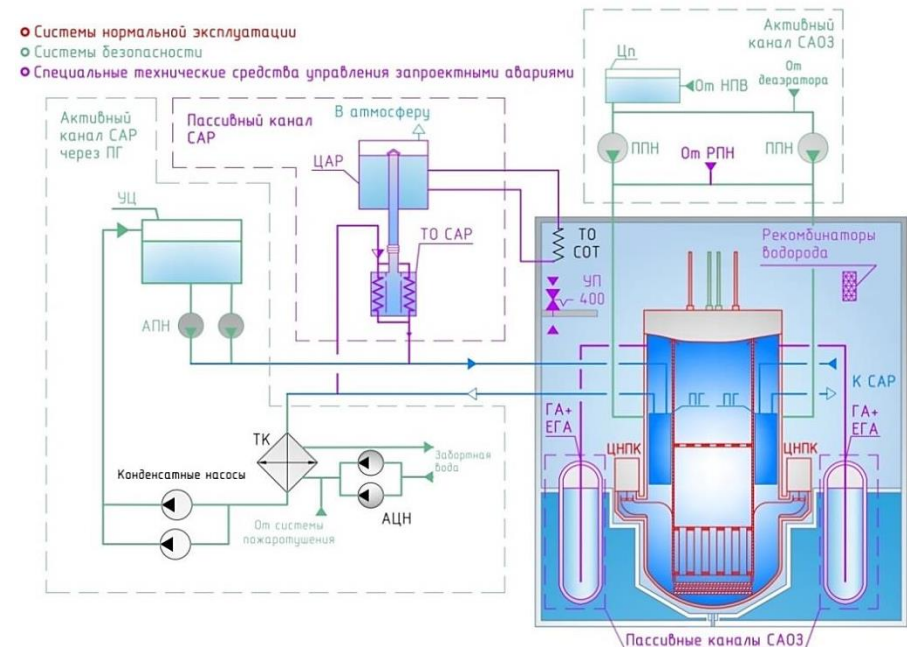 Системы нормальной эксплуатации
Системы безопасности
Специальные технические средства управления запроектными авариями
Активный
канал САР
через ПГ
УЦ
АПН
ТК
Конденсатные насосы
Забортная
вода
АЦН
От системы
пожаротушения
Пассивный канал
САР
В атмосферу
ЦАР
ТО САР
Активный
канал САОЗ
Цп
От НПВ
От
деаэратора
ППН
От РПН
ППН
ТО
СОТ
УП
400
Рекомбинаторы
водорода
ПГ
ПГ
К САР
ГА+
ЕГА
ЦНПК
ЦНПК
ГА+
ЕГА
Пассивные каналы САОЗ